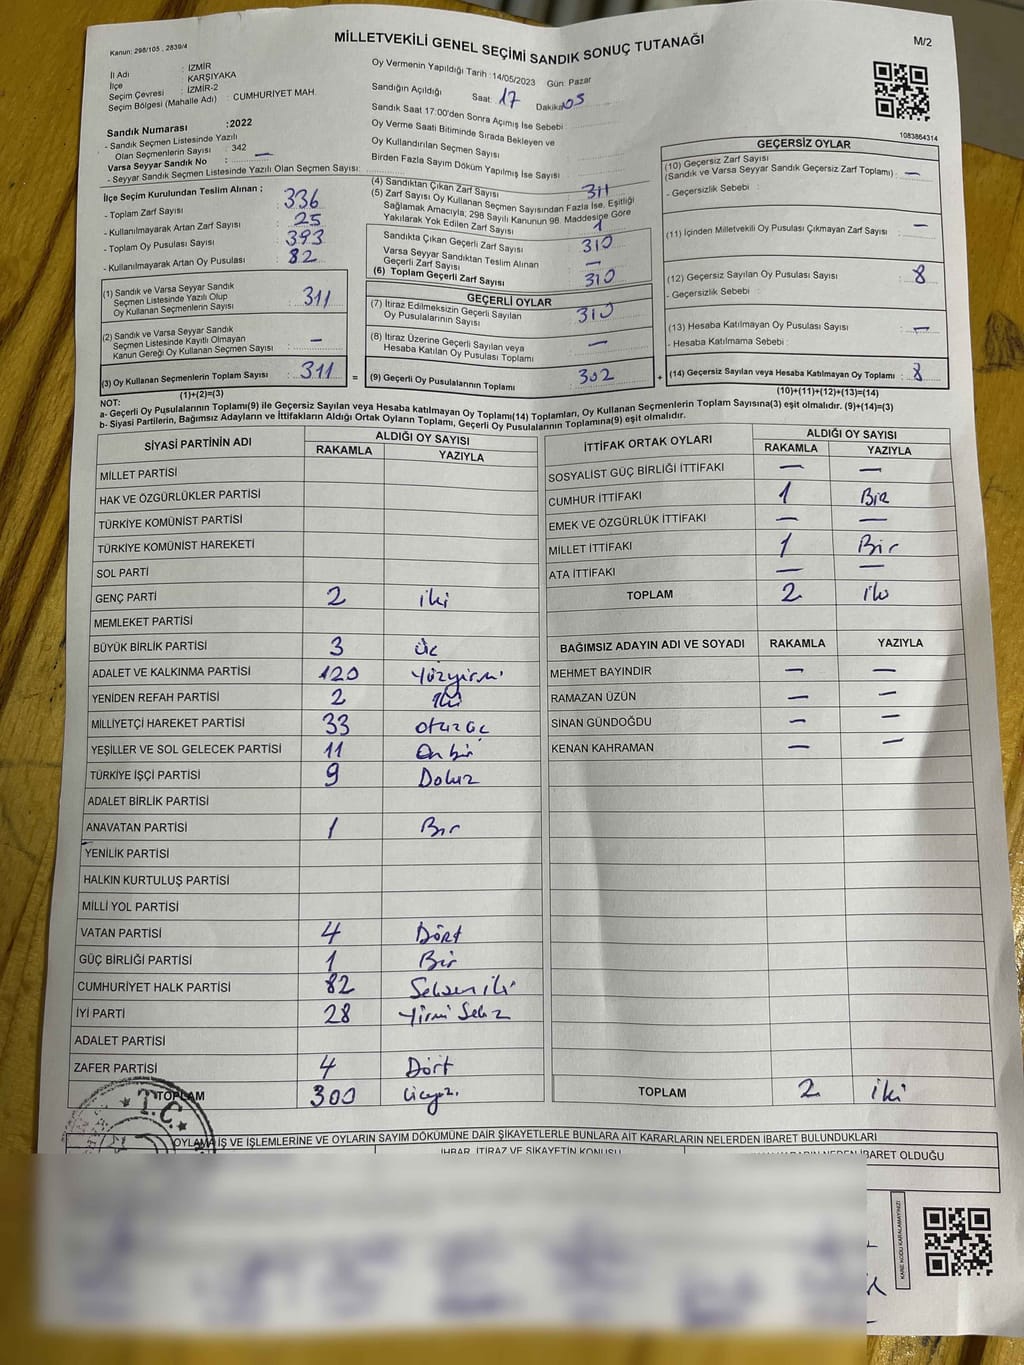 Kanun: 298/105 , 2839/4
MİLLETVEKİLİ GENEL SEÇİMİ SANDIK SONUÇ TUTANAĞI
M/2
İl Adı : İZMİR
İlçe : KARŞIYAKA
Seçim Çevresi : İZMİR-2
Seçim Bölgesi (Mahalle Adı) : CUMHURİYET MAH.
Sandık Numarası :2022
- Sandık Seçmen Listesinde Yazılı
Olan Seçmenlerin Sayısı : 342
Varsa Seyyar Sandık No : —
- Seyyar Sandık Seçmen Listesinde Yazılı Olan Seçmen Sayısı:
Oy Vermenin Yapıldığı Tarih : 14/05/2023 Gün: Pazar
Sandığın Açıldığı Saat: 17 Dakika 05
Sandık Saat 17:00'den Sonra Açımış İse Sebebi :
Oy Verme Saati Bitiminde Sırada Bekleyen ve
Oy Kullandırılan Seçmen Sayısı
Birden Fazla Sayım Döküm Yapılmış İse Sayısı :
1083864314
İlçe Seçim Kurulundan Teslim Alınan ;
- Toplam Zarf Sayısı : 336
- Kullanılmayarak Artan Zarf Sayısı : 25
- Toplam Oy Pusulası Sayısı : 393
- Kullanılmayarak Artan Oy Pusulası : 82
(1) Sandık ve Varsa Seyyar Sandık
Seçmen Listesinde Yazılı Olup
Oy Kullanan Seçmenlerin Sayısı : 311
(2) Sandık ve Varsa Seyyar Sandık
Seçmen Listesinde Kayıtlı Olmayan
Kanun Gereği Oy Kullanan Seçmen Sayısı : —
(3) Oy Kullanan Seçmenlerin Toplam Sayısı : 311 =
(1)+(2)=(3)
(4) Sandıktan Çıkan Zarf Sayısı 311
(5) Zarf Sayısı Oy Kullanan Seçmen Sayısından Fazla İse, Eşitliği
Sağlamak Amacıyla; 298 Sayılı Kanunun 98. Maddesine Göre
Yakılarak Yok Edilen Zarf Sayısı : 1
Sandıkta Çıkan Geçerli Zarf Sayısı : 310
Varsa Seyyar Sandıktan Teslim Alınan
Geçerli Zarf Sayısı : —
(6) Toplam Geçerli Zarf Sayısı : 310
GEÇERLİ OYLAR
(7) İtiraz Edilmeksizin Geçerli Sayılan
Oy Pusulalarının Sayısı : 310
(8) İtiraz Üzerine Geçerli Sayılan veya
Hesaba Katılan Oy Pusulası Toplamı : —
(9) Geçerli Oy Pusulalarının Toplamı : 302 +
GEÇERSİZ OYLAR
(10) Geçersiz Zarf Sayısı
(Sandık ve Varsa Seyyar Sandık Geçersiz Zarf Toplamı) : —
- Geçersizlik Sebebi :
(11) İçinden Milletvekili Oy Pusulası Çıkmayan Zarf Sayısı : —
(12) Geçersiz Sayılan Oy Pusulası Sayısı : 8
- Geçersizlik Sebebi :
(13) Hesaba Katılmayan Oy Pusulası Sayısı : —
- Hesaba Katılmama Sebebi :
(14) Geçersiz Sayılan veya Hesaba Katılmayan Oy Toplamı : 8
(10)+(11)+(12)+(13)=(14)
NOT:
a- Geçerli Oy Pusulasının Toplamı(9) ile Geçersiz Sayılan veya Hesaba katılmayan Oy Toplamı(14) Toplamları, Oy Kullanan Seçmenlerin Toplam Sayısına(3) eşit olmalıdır. (9)+(14)=(3)
b- Siyasi Partilerin, Bağımsız Adayların ve İttifakların Aldığı Ortak Oyların Toplamı, Geçerli Oy Pusulalarının Toplamına(9) eşit olmalıdır.
SİYASİ PARTİNİN ADI ALDIĞI OY SAYISI
RAKAMLA YAZIYLA
MİLLET PARTİSİ
HAK VE ÖZGÜRLÜKLER PARTİSİ
TÜRKİYE KOMÜNİST PARTİSİ
TÜRKİYE KOMÜNİST HAREKETİ
SOL PARTİ
GENÇ PARTİ 2 iki
MEMLEKET PARTİSİ
BÜYÜK BİRLİK PARTİSİ 3 Üç
ADALET VE KALKINMA PARTİSİ 120 Yüzyirmi
YENİDEN REFAH PARTİSİ 2 iki
MİLLİYETÇİ HAREKET PARTİSİ 33 otuzüç
YEŞİLLER VE SOL GELECEK PARTİSİ 11 On bir
TÜRKİYE İŞÇİ PARTİSİ 9 Dokuz
ADALET BİRLİK PARTİSİ
ANAVATAN PARTİSİ 1 Bir
YENİLİK PARTİSİ
HALKIN KURTULUŞ PARTİSİ
MİLLİ YOL PARTİSİ
VATAN PARTİSİ 4 Dört
GÜÇ BİRLİĞİ PARTİSİ 1 Bir
CUMHURİYET HALK PARTİSİ 82 Seksen iki
İYİ PARTİ 28 Yirmi Sekiz
ADALET PARTİSİ
ZAFER PARTİSİ 4 Dört
TOPLAM 300 üçyüz.
İTTİFAK ORTAK OYLARI ALDIĞI OY SAYISI
RAKAMLA YAZIYLA
SOSYALİST GÜÇ BİRLİĞİ İTTİFAKI — —
CUMHUR İTTİFAKI 1 Bir
EMEK VE ÖZGÜRLÜK İTTİFAKI — —
MİLLET İTTİFAKI 1 Bir
ATA İTTİFAKI — —
TOPLAM 2 iki
BAĞIMSIZ ADAYIN ADI VE SOYADI RAKAMLA YAZIYLA
MEHMET BAYINDIR — —
RAMAZAN ÜZÜN — —
SİNAN GÜNDOĞDU — —
KENAN KAHRAMAN — —
TOPLAM 2 iki
T.C.
OYLAMA İŞ VE İŞLEMLERİNE VE OYLARIN SAYIM DÖKÜMÜNE DAİR ŞİKAYETLERLE BUNLARA AİT KARARLARIN NELERDEN İBARET BULUNDUKLARI
İHBAR, İTİRAZ VE ŞİKAYETİN KONUSU
NEDEN İBARET OLDUĞU
KARE KODU KARALAMAYINIZ!